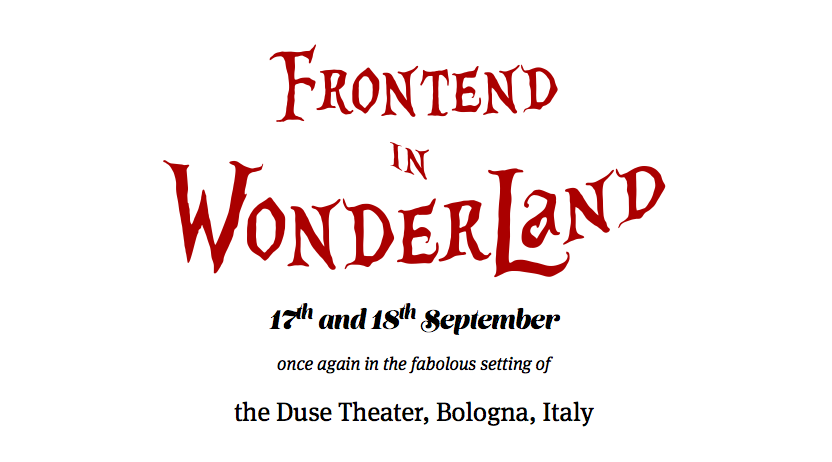 Frontend
in
WonderLand
17th and 18th September
once again in the fabolous setting of
the Duse Theater, Bologna, Italy